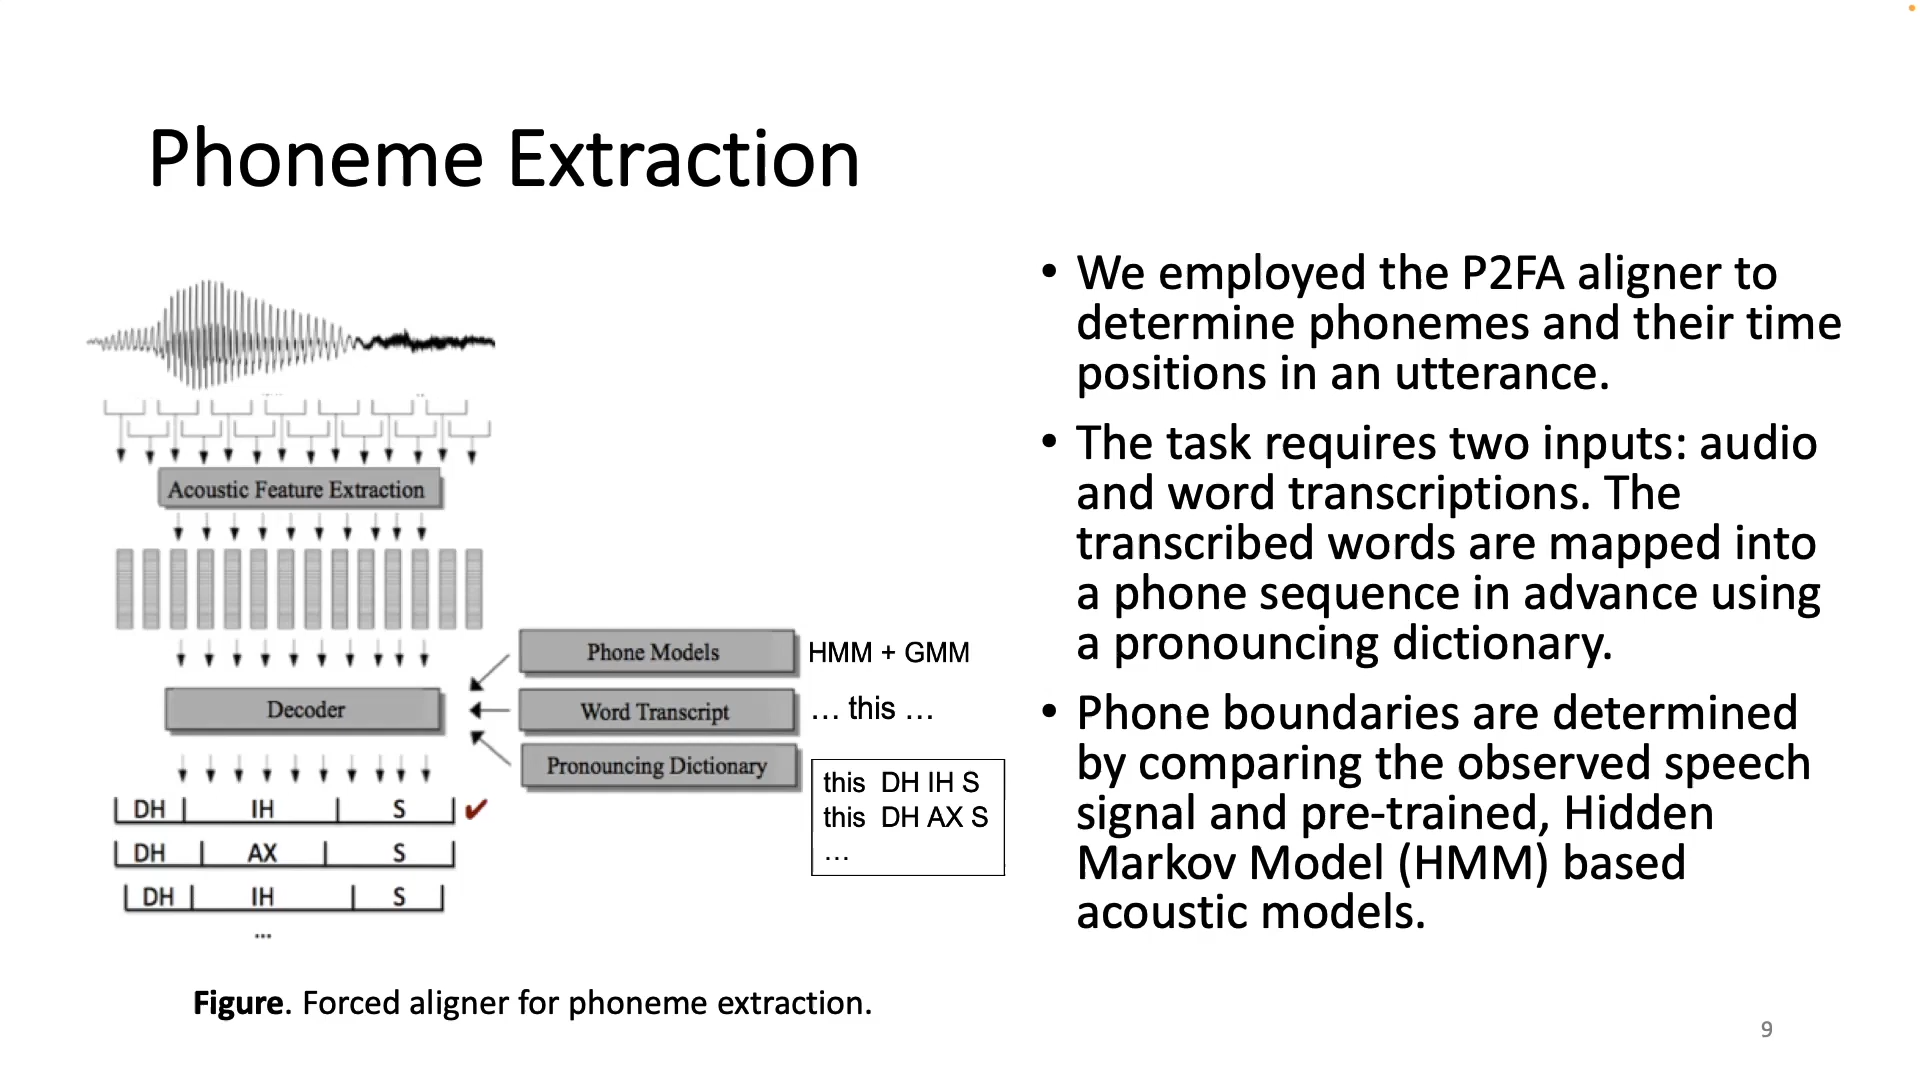 Phoneme Extraction
Acoustic Feature Extraction
Phone Models
HMM + GMM
Decoder
Word Transcript
... this ...
Pronouncing Dictionary
this DH IH S
this DH AX S
...
DH IH S ✔
DH AX S
DH IH S
...
Figure. Forced aligner for phoneme extraction.
• We employed the P2FA aligner to
determine phonemes and their time
positions in an utterance.
• The task requires two inputs: audio
and word transcriptions. The
transcribed words are mapped into
a phone sequence in advance using
a pronouncing dictionary.
• Phone boundaries are determined
by comparing the observed speech
signal and pre-trained, Hidden
Markov Model (HMM) based
acoustic models.
9